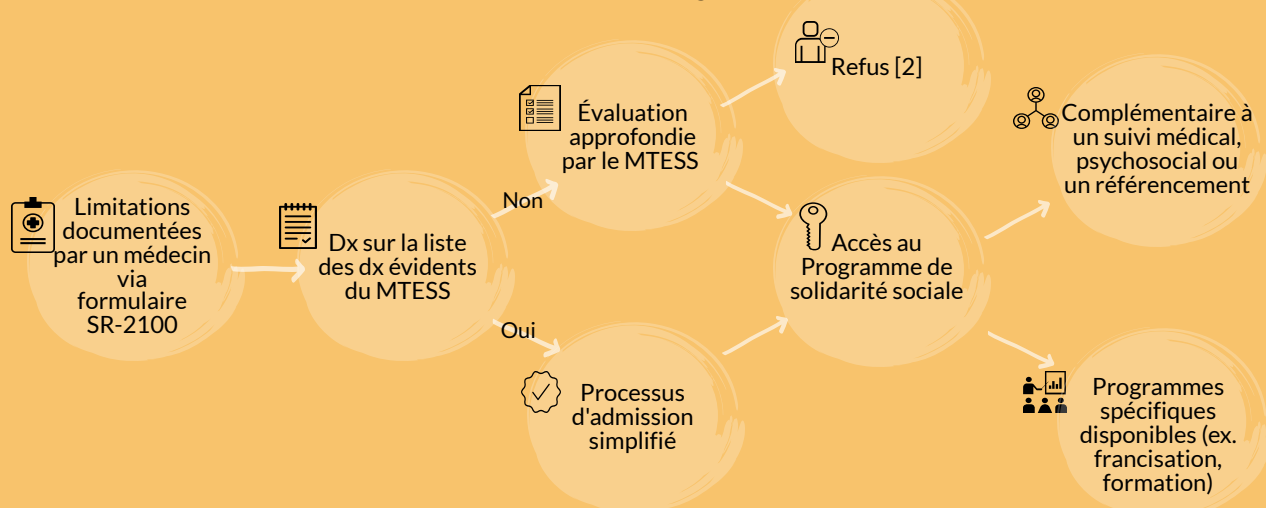 Limitations
documentées
par un médecin
via
formulaire
SR-2100
Dx sur la liste
des dx évidents
du MTESS
Non
Oui
Évaluation
approfondie
par le MTESS
Processus
d'admission
simplifié
Refus [2]
Accès au
Programme de
solidarité sociale
Complémentaire à
un suivi médical,
psychosocial ou
un référencement
Programmes
spécifiques
disponibles (ex.
francisation,
formation)